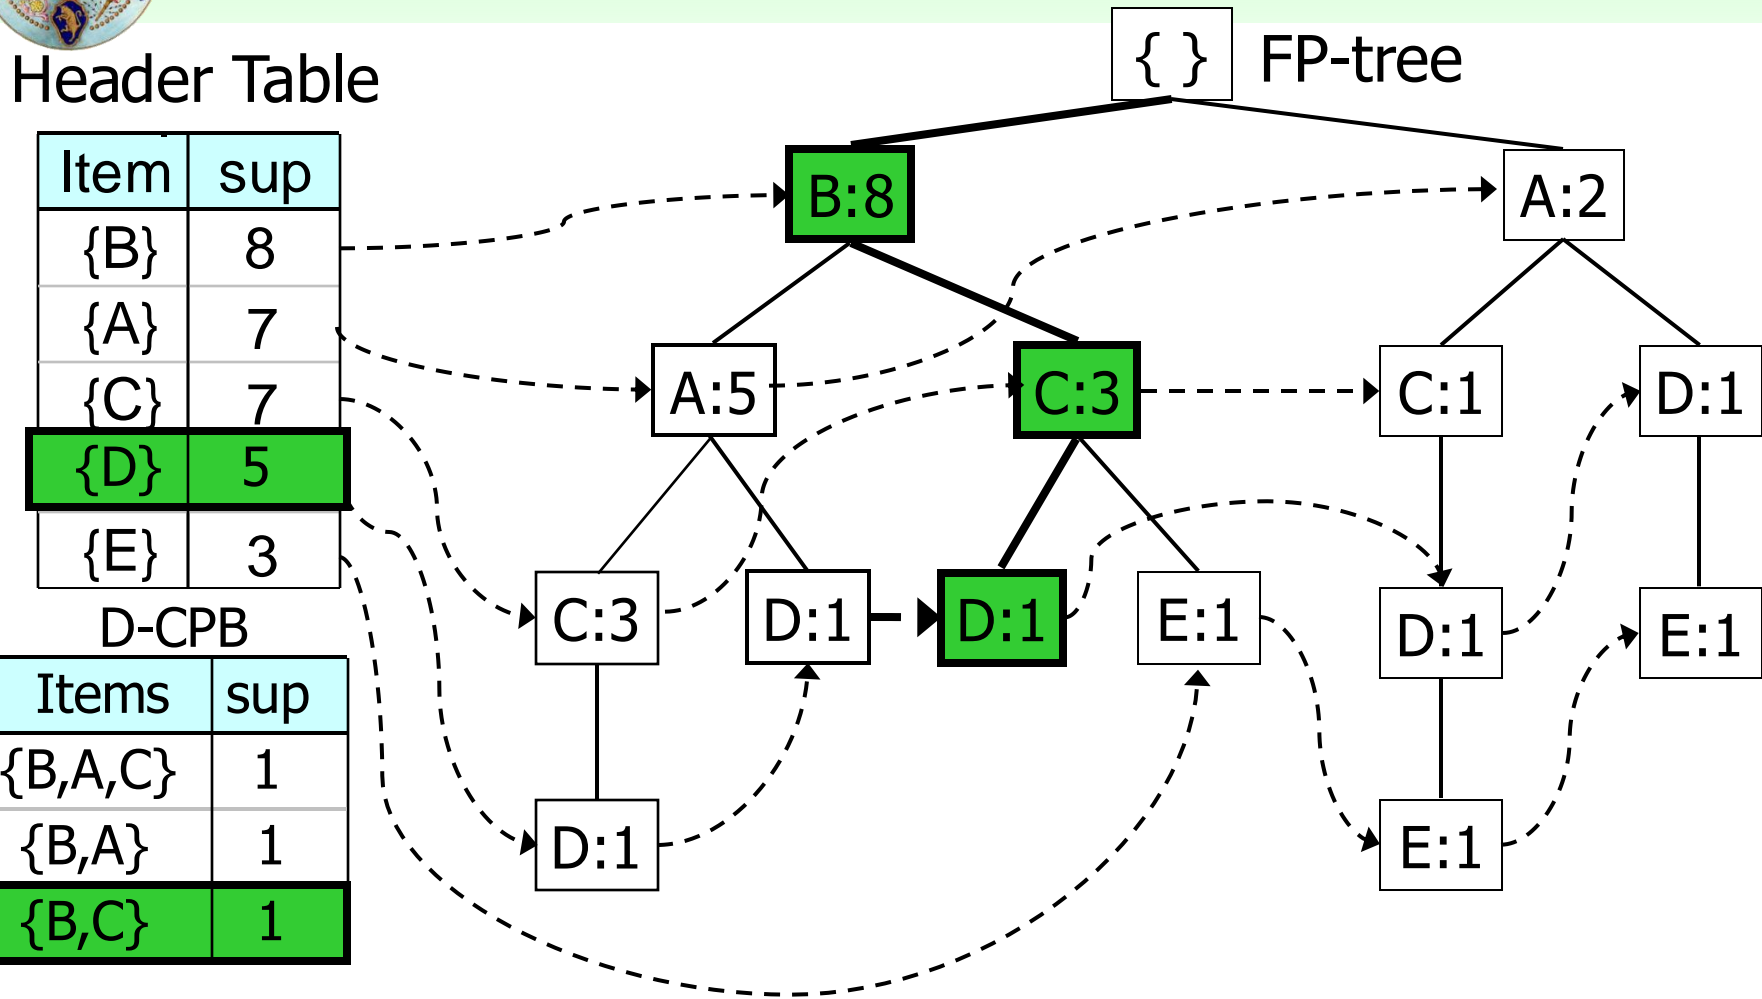 { } FP-tree
Header Table
Item sup
{B} 8
{A} 7
{C} 7
{D} 5
{E} 3
B:8 A:2
A:5 C:3 C:1 D:1
C:3 D:1 D:1 E:1 D:1 E:1
D:1 E:1
D-CPB
Items sup
{B,A,C} 1
{B,A} 1
{B,C} 1